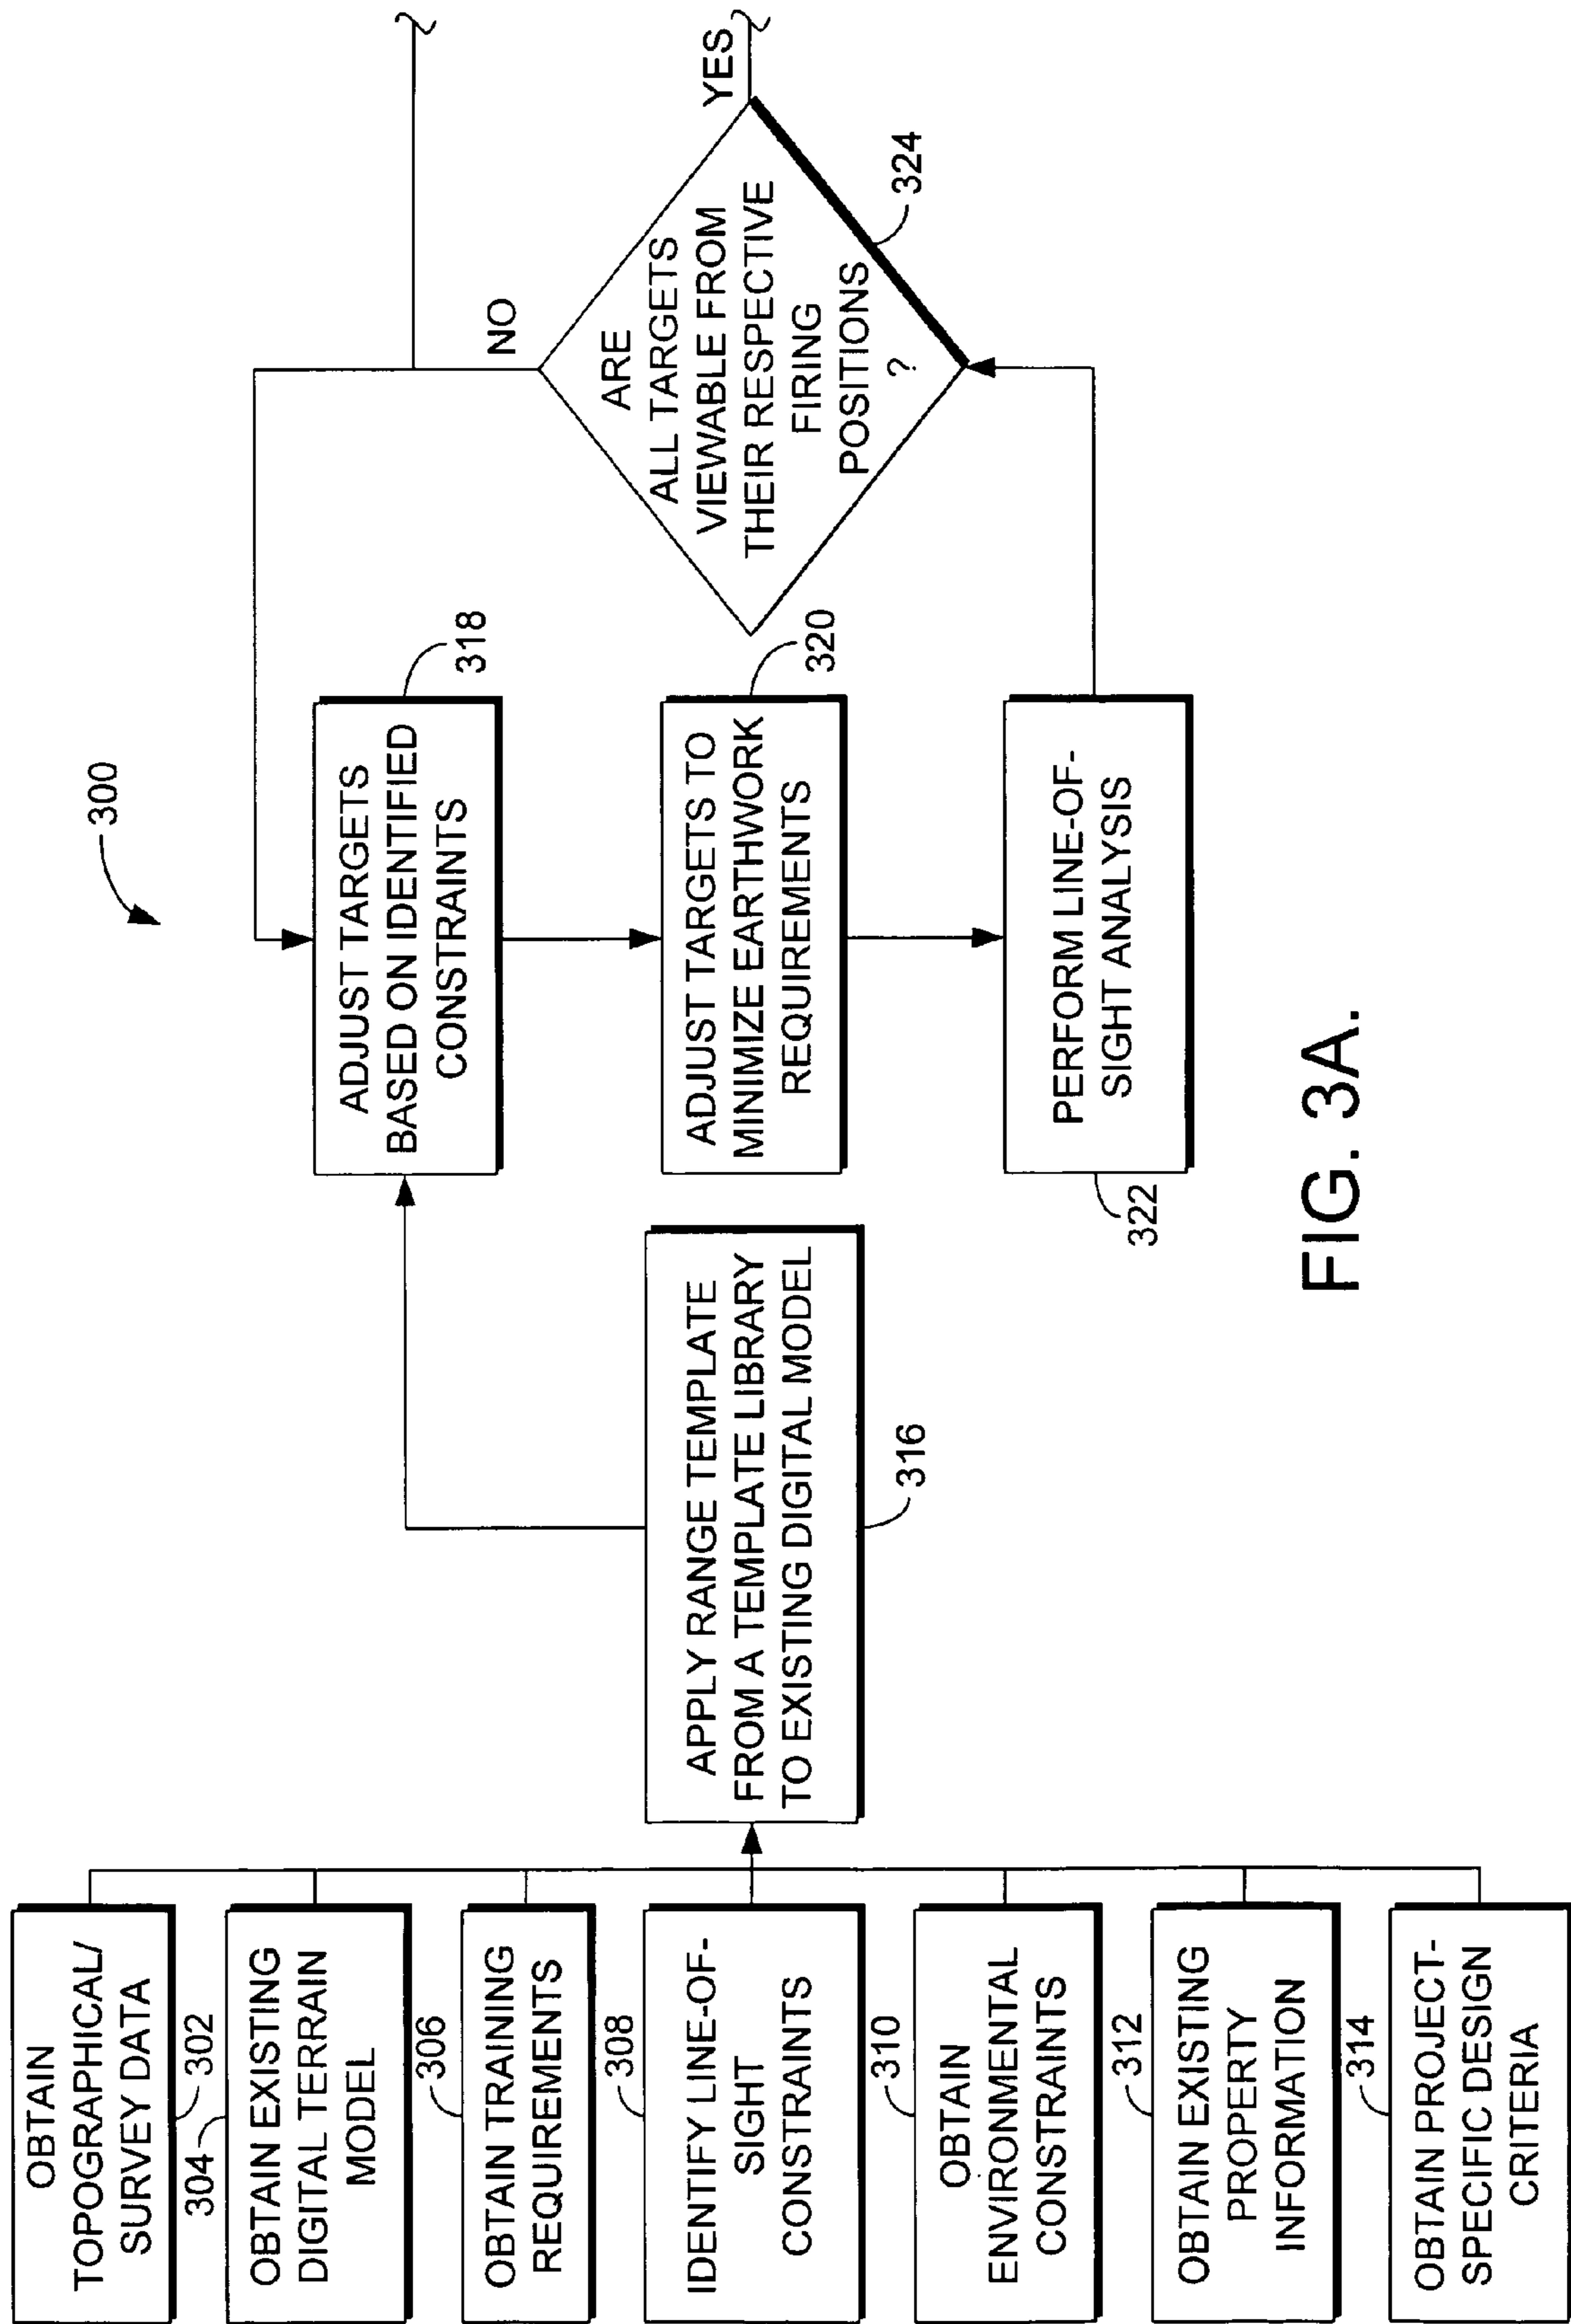 300
OBTAIN
TOPOGRAPHICAL/
SURVEY DATA
302
304
OBTAIN EXISTING
DIGITAL TERRAIN
MODEL
306
OBTAIN TRAINING
REQUIREMENTS
308
IDENTIFY LINE-OF-
SIGHT
CONSTRAINTS
310
OBTAIN
ENVIRONMENTAL
CONSTRAINTS
312
OBTAIN EXISTING
PROPERTY
INFORMATION
314
OBTAIN PROJECT-
SPECIFIC DESIGN
CRITERIA
APPLY RANGE TEMPLATE
FROM A TEMPLATE LIBRARY
TO EXISTING DIGITAL MODEL
316
ADJUST TARGETS
BASED ON IDENTIFIED
CONSTRAINTS
318
ADJUST TARGETS TO
MINIMIZE EARTHWORK
REQUIREMENTS
320
PERFORM LINE-OF-
SIGHT ANALYSIS
322
NO
ARE
ALL TARGETS
VIEWABLE FROM
THEIR RESPECTIVE
FIRING
POSITIONS
?
YES
324
FIG. 3A.